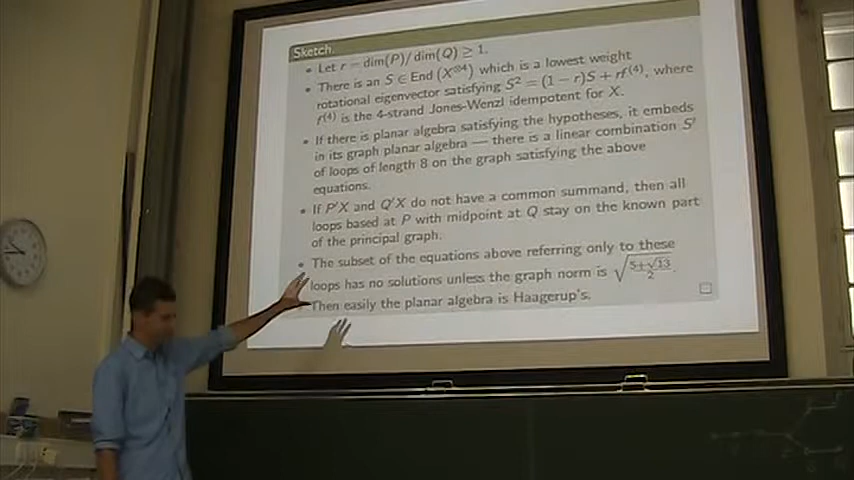 Sketch.
• Let r = dim(P)/dim(Q) ≥ 1.
• There is an S ∈ End (X^{⊗4}) which is a lowest weight
rotational eigenvector satisfying S² = (1 − r)S + rf^{(4)}, where
f^{(4)} is the 4-strand Jones-Wenzl idempotent for X.
• If there is planar algebra satisfying the hypotheses, it embeds
in its graph planar algebra — there is a linear combination S′
of loops of length 8 on the graph satisfying the above
equations.
• If P′X and Q′X do not have a common summand, then all
loops based at P with midpoint at Q stay on the known part
of the principal graph.
• The subset of the equations above referring only to these
loops has no solutions unless the graph norm is √((5+√13)/2).
Then easily the planar algebra is Haagerup's.